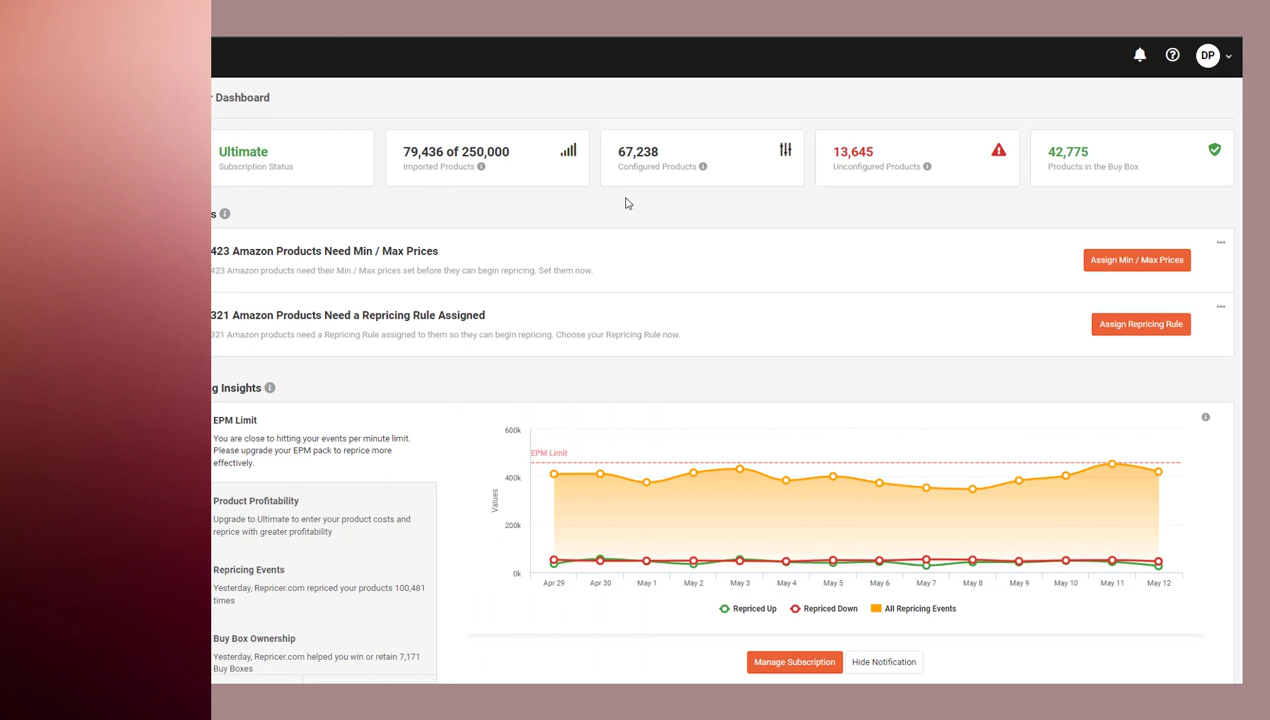 DP
Dashboard
Ultimate
Subscription Status
79,436 of 250,000
Imported Products
67,238
Configured Products
13,645
Unconfigured Products
42,775
Products in the Buy Box
s
423 Amazon Products Need Min / Max Prices
423 Amazon products need their Min / Max prices set before they can begin repricing. Set them now.
Assign Min / Max Prices
321 Amazon Products Need a Repricing Rule Assigned
321 Amazon products need a Repricing Rule assigned to them so they can begin repricing. Choose your Repricing Rule now.
Assign Repricing Rule
g Insights
EPM Limit
You are close to hitting your events per minute limit.
Please upgrade your EPM pack to reprice more
effectively.
Product Profitability
Upgrade to Ultimate to enter your product costs and
reprice with greater profitability
Repricing Events
Yesterday, Repricer.com repriced your products 100,481
times
Buy Box Ownership
Yesterday, Repricer.com helped you win or retain 7,171
Buy Boxes
600k
EPM Limit
400k
Values
200k
0k
Apr 29 Apr 30 May 1 May 2 May 3 May 4 May 5 May 6 May 7 May 8 May 9 May 10 May 11 May 12
Repriced Up Repriced Down All Repricing Events
Manage Subscription Hide Notification